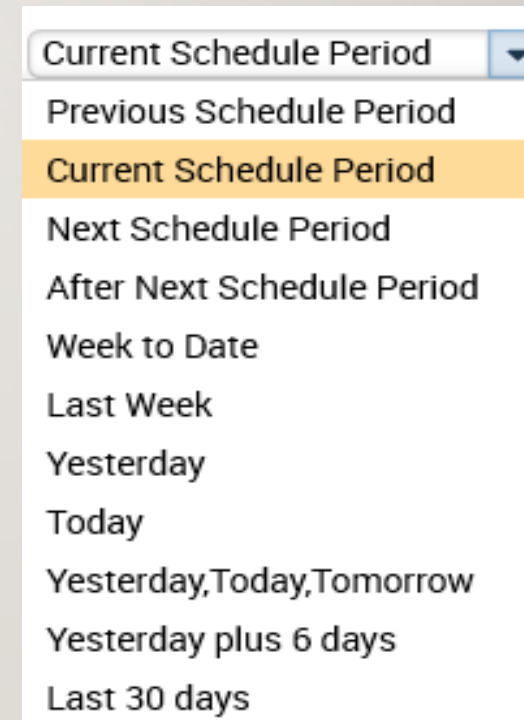 Current Schedule Period
Previous Schedule Period
Current Schedule Period
Next Schedule Period
After Next Schedule Period
Week to Date
Last Week
Yesterday
Today
Yesterday,Today,Tomorrow
Yesterday plus 6 days
Last 30 days